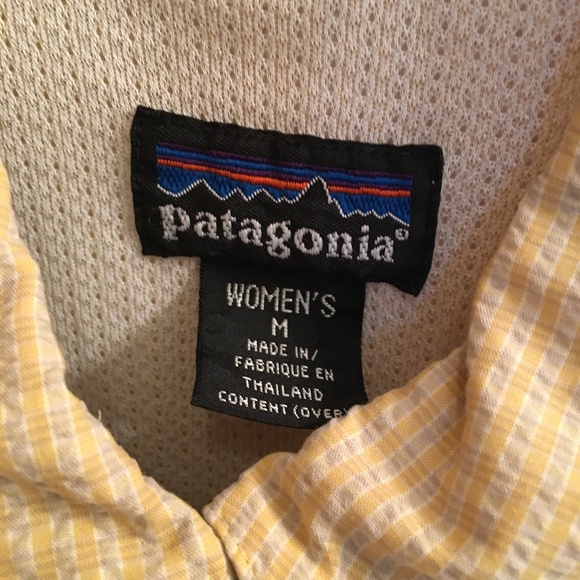 patagonia®
WOMEN'S
M
MADE IN/
FABRIQUE EN
THAILAND
CONTENT (OVER)